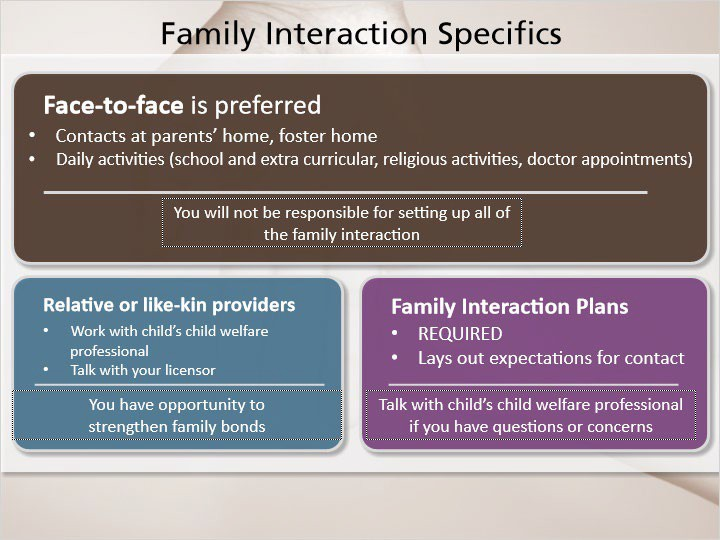 Family Interaction Specifics
Face-to-face is preferred
• Contacts at parents’ home, foster home
• Daily activities (school and extra curricular, religious activities, doctor appointments)
You will not be responsible for setting up all of
the family interaction
Relative or like-kin providers
• Work with child’s child welfare
professional
• Talk with your licensor
You have opportunity to
strengthen family bonds
Family Interaction Plans
• REQUIRED
• Lays out expectations for contact
Talk with child’s child welfare professional
if you have questions or concerns